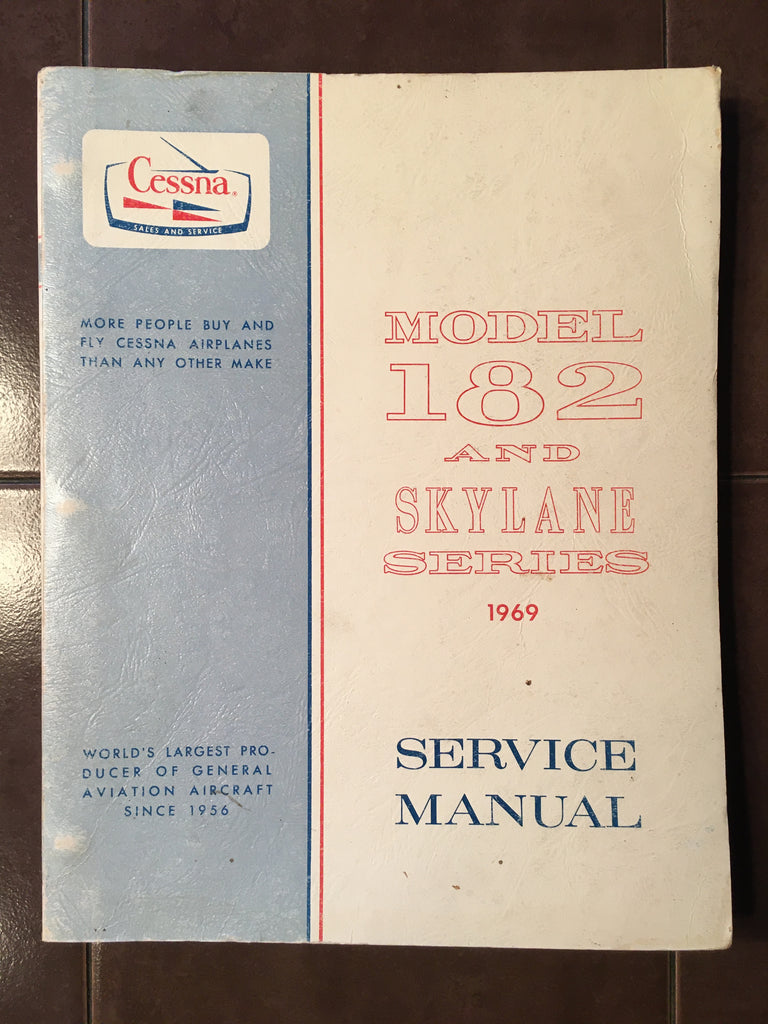 Cessna®
SALES AND SERVICE
MORE PEOPLE BUY AND
FLY CESSNA AIRPLANES
THAN ANY OTHER MAKE
WORLD'S LARGEST PRO-
DUCER OF GENERAL
AVIATION AIRCRAFT
SINCE 1956
MODEL
182
AND
SKYLANE
SERIES
1969
SERVICE
MANUAL